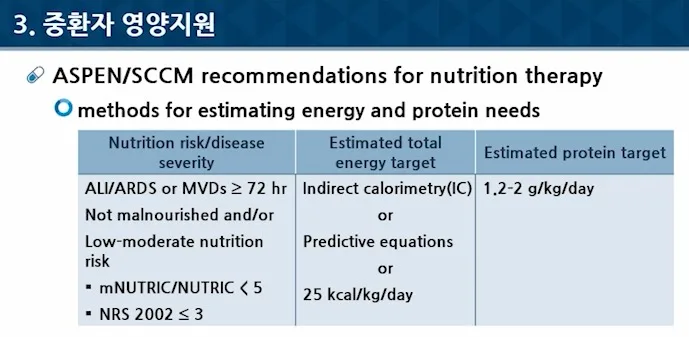 3. 중환자 영양지원
ASPEN/SCCM recommendations for nutrition therapy
methods for estimating energy and protein needs
Nutrition risk/disease
severity
Estimated total
energy target
Estimated protein target
ALI/ARDS or MVDs ≥ 72 hr
Not malnourished and/or
Low-moderate nutrition
risk
▪ mNUTRIC/NUTRIC < 5
▪ NRS 2002 ≤ 3
Indirect calorimetry(IC)
or
Predictive equations
or
25 kcal/kg/day
1.2-2 g/kg/day